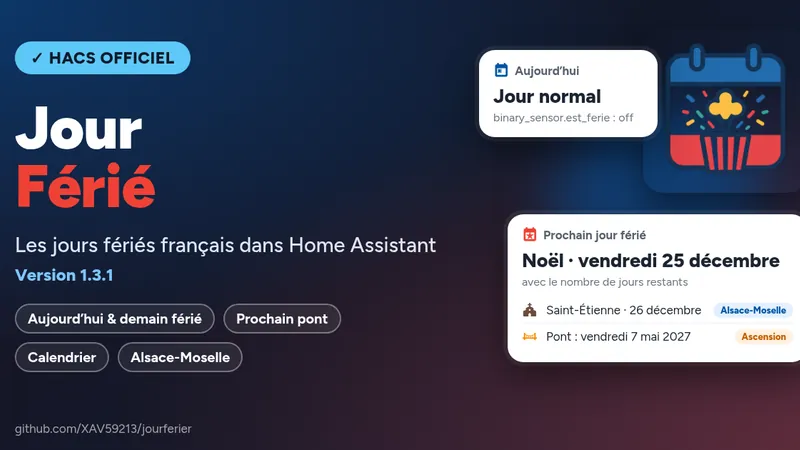 ✓ HACS OFFICIEL
Jour
Férié
Les jours fériés français dans Home Assistant
Version 1.3.1
Aujourd’hui & demain férié
Prochain pont
Calendrier
Alsace-Moselle
github.com/XAV59213/jourferier
Aujourd’hui
Jour normal
binary_sensor.est_ferie : off
Prochain jour férié
Noël · vendredi 25 décembre
avec le nombre de jours restants
Saint-Étienne · 26 décembre
Alsace-Moselle
Pont : vendredi 7 mai 2027
Ascension